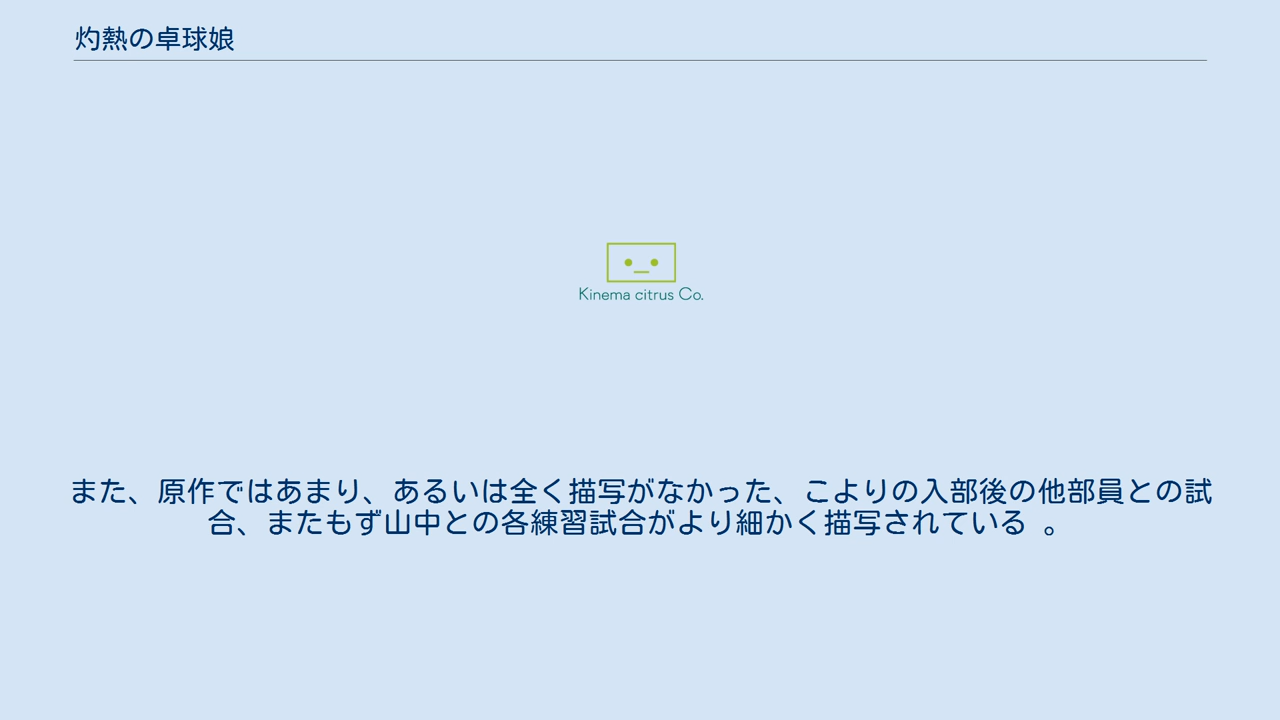 灼熱の卓球娘
Kinema citrus Co.
また、原作ではあまり、あるいは全く描写がなかった、こよりの入部後の他部員との試
合、またもず山中との各練習試合がより細かく描写されている 。